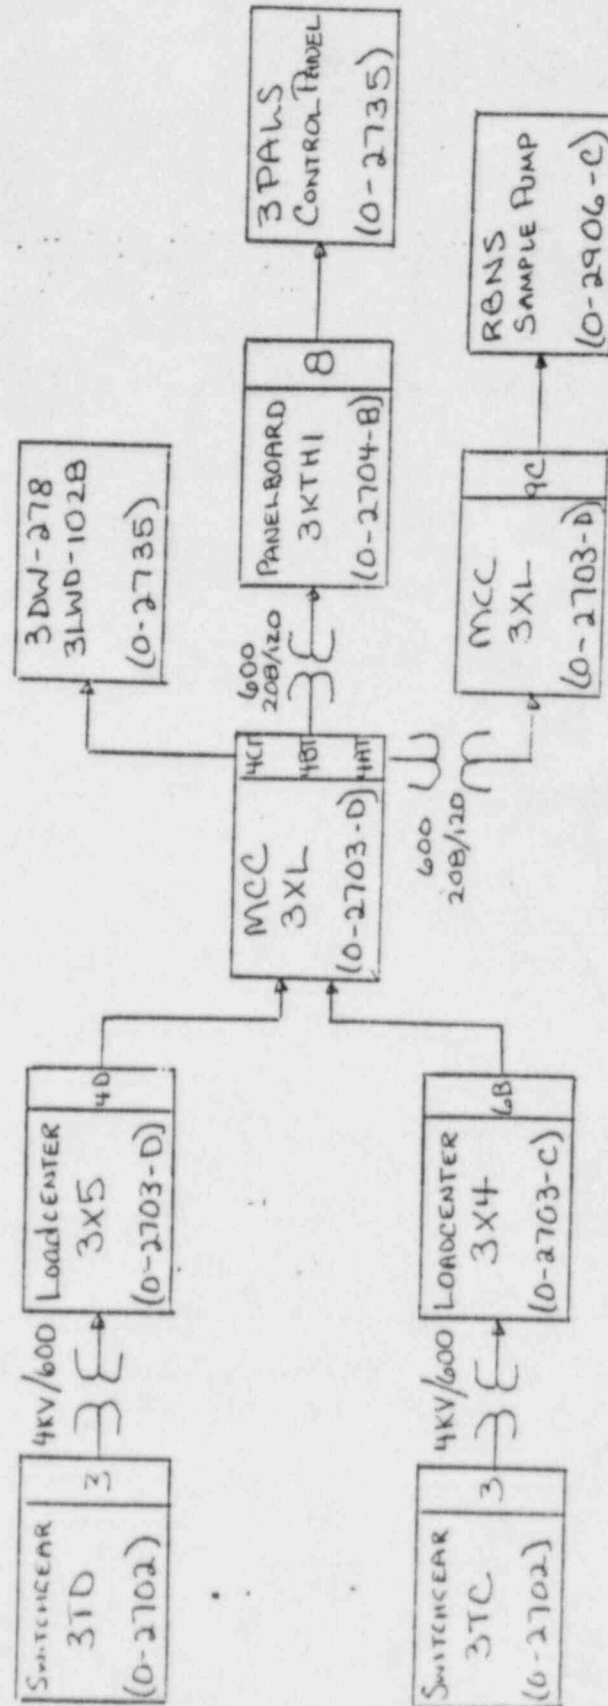 SWITCHGEAR
3TD
(0-2702)
3
4KV/600
LOADCENTER
3X5
(0-2703-D)
4D
SWITCHGEAR
3TC
(0-2702)
3
4KV/600
LOADCENTER
3X4
(0-2703-C)
6B
MCC
3XL
(0-2703-D)
4CT
4BT
4AT
3DW-278
3LWD-1028
(0-2735)
600
208/120
PANELBOARD
3KTH1
(0-2704-B)
8
3PALS
CONTROL PANEL
(0-2735)
600
208/120
MCC
3XL
(0-2703-D)
9C
RBNS
SAMPLE PUMP
(0-2906-C)